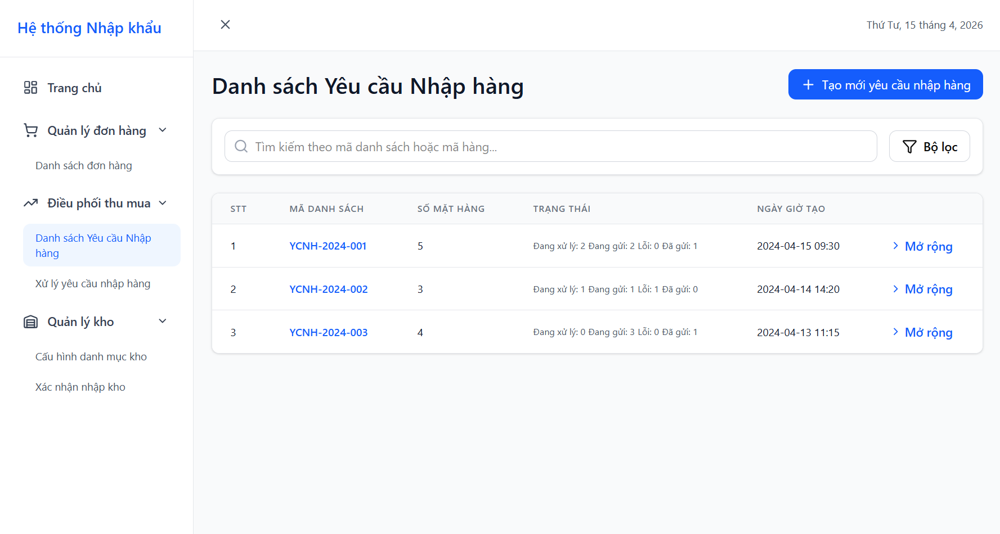 Hệ thống Nhập khẩu
Thứ Tư, 15 tháng 4, 2026
Trang chủ
Quản lý đơn hàng
Danh sách đơn hàng
Điều phối thu mua
Danh sách Yêu cầu Nhập
hàng
Xử lý yêu cầu nhập hàng
Quản lý kho
Cấu hình danh mục kho
Xác nhận nhập kho
Danh sách Yêu cầu Nhập hàng
Tạo mới yêu cầu nhập hàng
Tìm kiếm theo mã danh sách hoặc mã hàng...
Bộ lọc
STT MÃ DANH SÁCH SỐ MẶT HÀNG TRẠNG THÁI NGÀY GIỜ TẠO
1 YCNH-2024-001 5 Đang xử lý: 2 Đang gửi: 2 Lỗi: 0 Đã gửi: 1 2024-04-15 09:30 Mở rộng
2 YCNH-2024-002 3 Đang xử lý: 1 Đang gửi: 1 Lỗi: 1 Đã gửi: 0 2024-04-14 14:20 Mở rộng
3 YCNH-2024-003 4 Đang xử lý: 0 Đang gửi: 3 Lỗi: 0 Đã gửi: 1 2024-04-13 11:15 Mở rộng